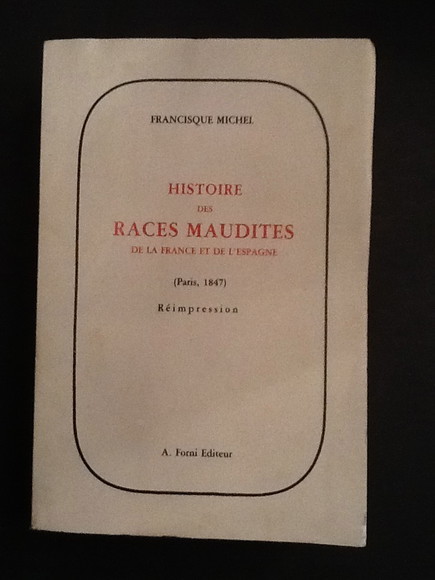 FRANCISQUE MICHEL
HISTOIRE
DES
RACES MAUDITES
DE LA FRANCE ET DE L'ESPAGNE
(Paris, 1847)
Réimpression
A. Forni Editeur